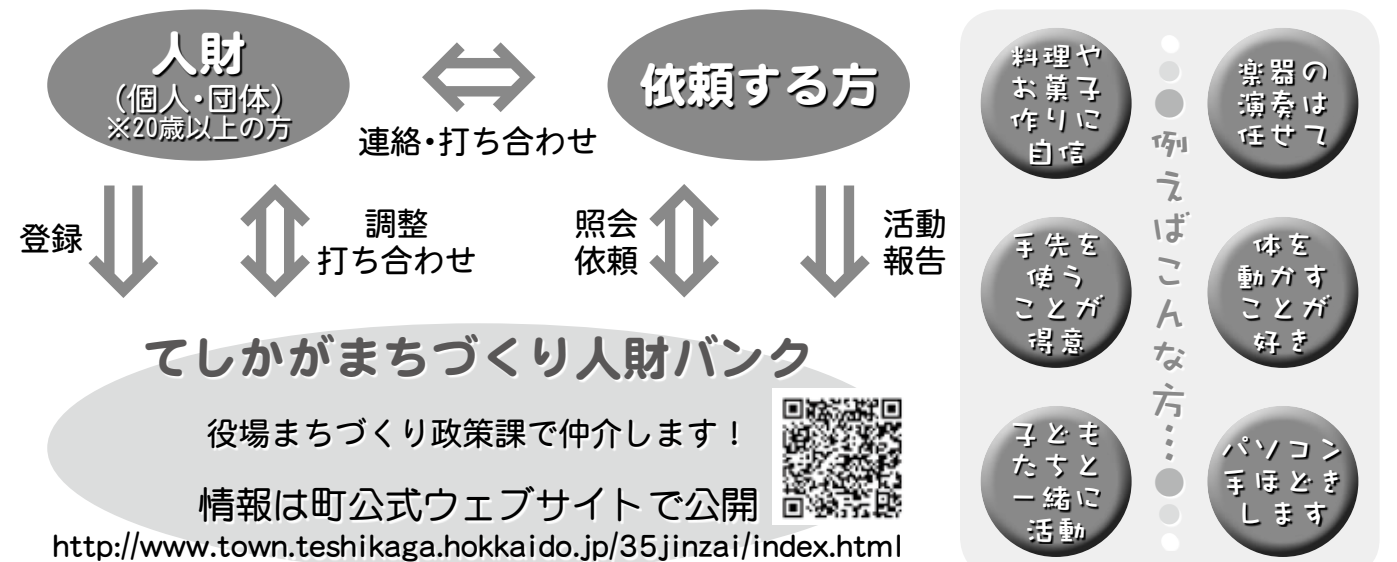 人財
（個人・団体）
※20歳以上の方
連絡・打ち合わせ
依頼する方
登録
調整
打ち合わせ
照会
依頼
活動
報告
てしかがまちづくり人財バンク
役場まちづくり政策課で仲介します！
情報は町公式ウェブサイトで公開
http://www.town.teshikaga.hokkaido.jp/35jinzai/index.html
例えばこんな方…
料理や
お菓子
作りに
自信
楽器の
演奏は
任せて
手先を
使う
ことが
得意
体を
動かす
ことが
好き
子ども
たちと
一緒に
活動
パソコン
手ほどき
します